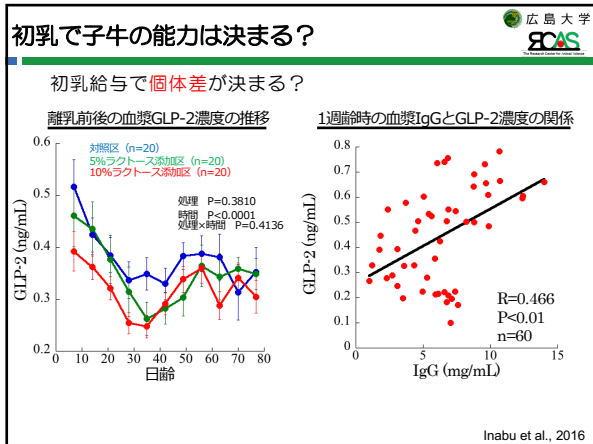 初乳で子牛の能力は決まる？
広島大学
RCAS
The Research Center for Animal Science
初乳給与で個体差が決まる？
離乳前後の血漿GLP-2濃度の推移
対照区（n=20）
5%ラクトース添加区（n=20）
10%ラクトース添加区（n=20）
処理 P=0.3810
時間 P<0.0001
処理×時間 P=0.4136
GLP-2 (ng/mL)
0.6
0.5
0.4
0.3
0.2
0 10 20 30 40 50 60 70 80
日齢
1週齢時の血漿IgGとGLP-2濃度の関係
GLP-2 (ng/mL)
0.8
0.7
0.6
0.5
0.4
0.3
0.2
0.1
0
R=0.466
P<0.01
n=60
0 5 10 15
IgG (mg/mL)
Inabu et al., 2016